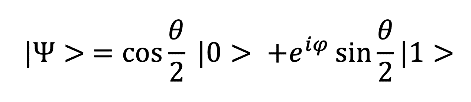 |Ψ > = cos θ/2 |0 > +e^{iφ} sin θ/2 |1 >